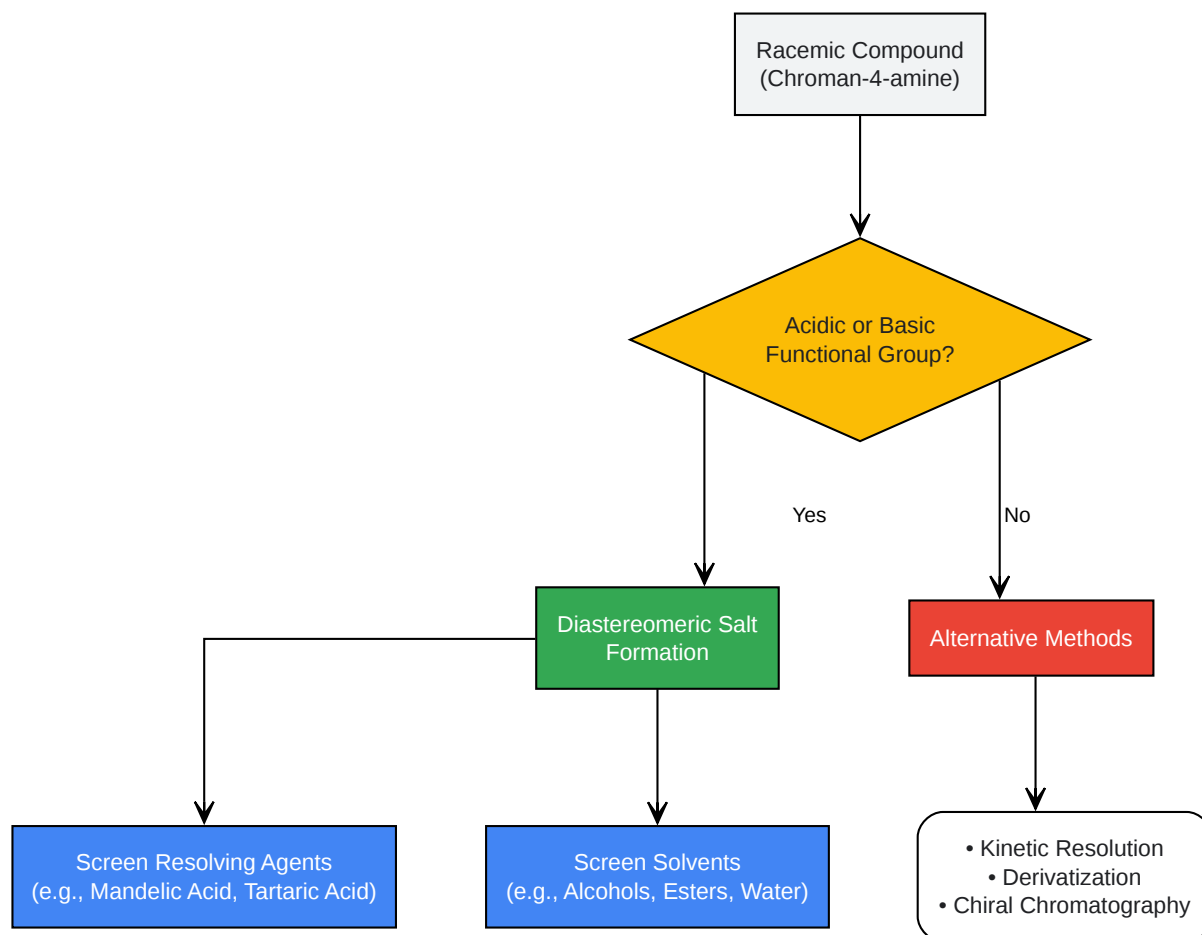 Racemic Compound
(Chroman-4-amine)
Acidic or Basic
Functional Group?
Yes
No
Diastereomeric Salt
Formation
Alternative Methods
Screen Resolving Agents
(e.g., Mandelic Acid, Tartaric Acid)
Screen Solvents
(e.g., Alcohols, Esters, Water)
• Kinetic Resolution
• Derivatization
• Chiral Chromatography